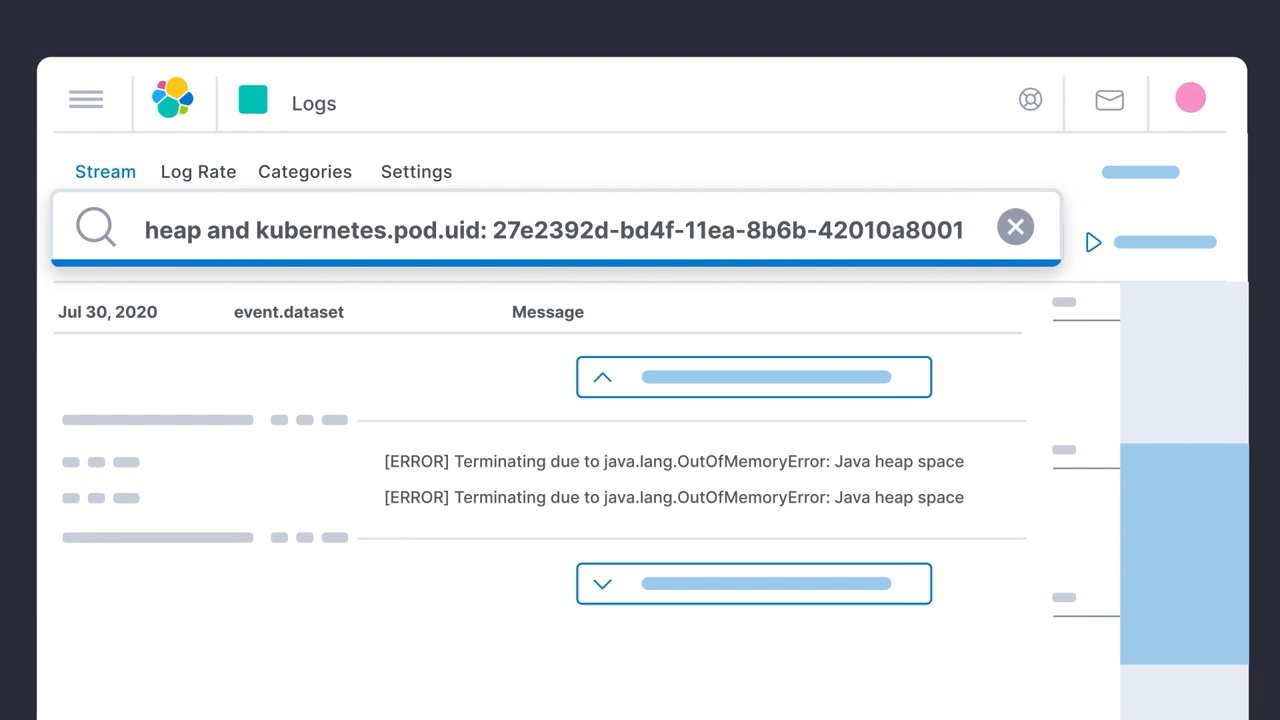 Logs
Stream Log Rate Categories Settings
heap and kubernetes.pod.uid: 27e2392d-bd4f-11ea-8b6b-42010a8001
Jul 30, 2020 event.dataset Message
[ERROR] Terminating due to java.lang.OutOfMemoryError: Java heap space
[ERROR] Terminating due to java.lang.OutOfMemoryError: Java heap space